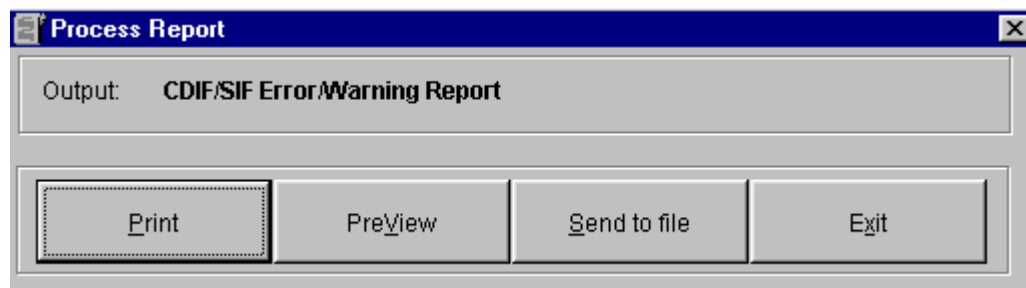 Process Report
Output: CDIF/SIF Error/Warning Report
Print PreView Send to file Exit